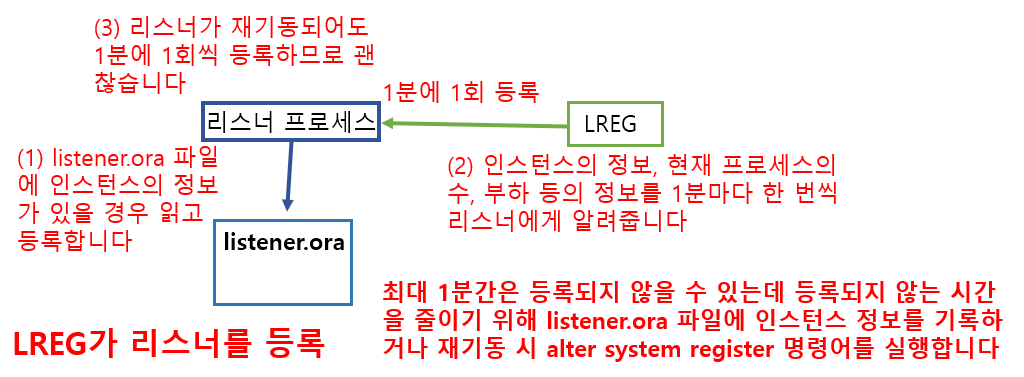 (3) 리스너가 재기동되어도
1분에 1회씩 등록하므로 괜
찮습니다
1분에 1회 등록
리스너 프로세스
LREG
(1) listener.ora 파일
에 인스턴스의 정보
가 있을 경우 읽고
등록합니다
(2) 인스턴스의 정보, 현재 프로세스의
수, 부하 등의 정보를 1분마다 한 번씩
리스너에게 알려줍니다
listener.ora
최대 1분간은 등록되지 않을 수 있는데 등록되지 않는 시간
을 줄이기 위해 listener.ora 파일에 인스턴스 정보를 기록하
거나 재기동 시 alter system register 명령어를 실행합니다
LREG가 리스너를 등록